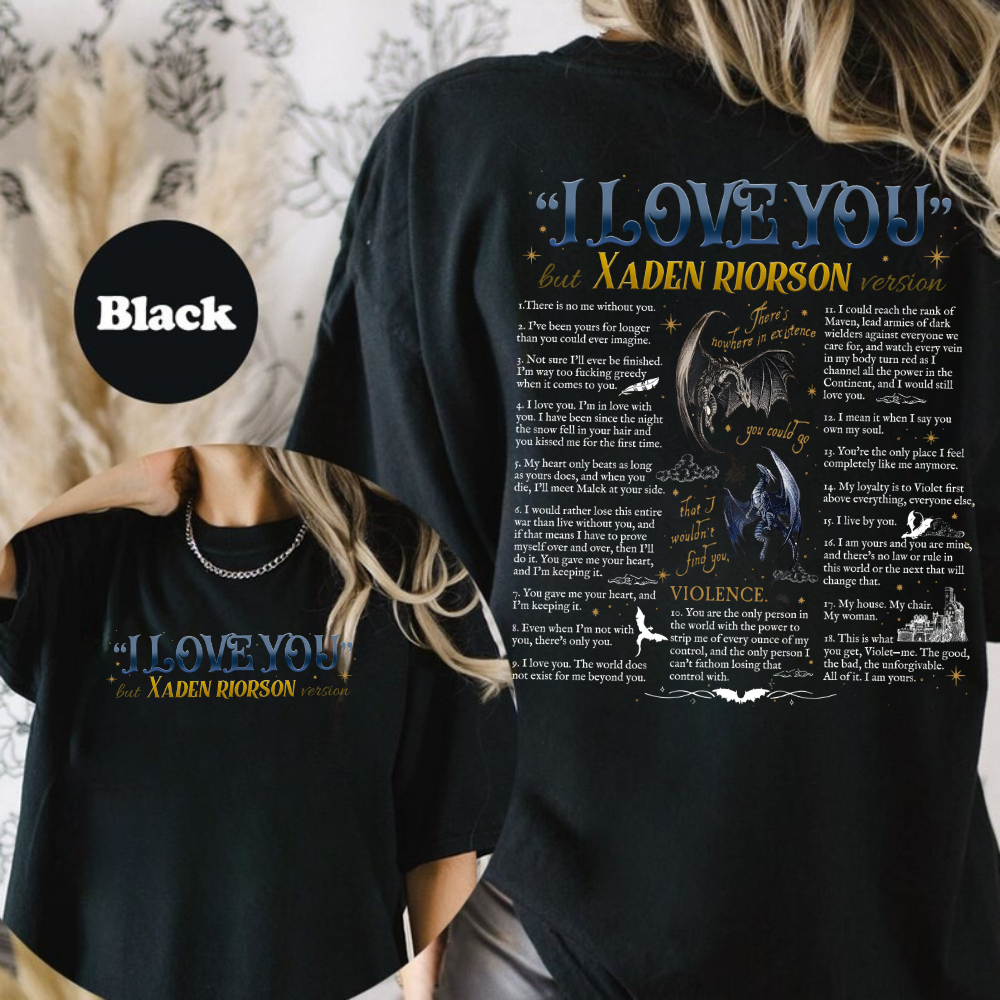 Black
“I LOVE YOU”
but XADEN RIORSON version
“I LOVE YOU”
but XADEN RIORSON version
1.There is no me without you.
2. I've been yours for longer
than you could ever imagine.
3. Not sure I'll ever be finished.
I'm way too fucking greedy
when it comes to you.
4. I love you. I'm in love with
you. I have been since the night
the snow fell in your hair and
you kissed me for the first time.
5. My heart only beats as long
as yours does, and when you
die, I'll meet Malek at your side.
6. I would rather lose this entire
war than live without you, and
if that means I have to prove
myself over and over, then I'll
do it. You gave me your heart,
and I'm keeping it.
7. You gave me your heart, and
I'm keeping it.
8. Even when I'm not with
you, there's only you.
9. I love you. The world does
not exist for me beyond you.
There's
nowhere in existence
you could go
that I
wouldn't
find you,
VIOLENCE.
10. You are the only person in
the world with the power to
strip me of every ounce of my
control, and the only person I
can't fathom losing that
control with.
11. I could reach the rank of
Maven, lead armies of dark
wielders against everyone we
care for, and watch every vein
in my body turn red as I
channel all the power in the
Continent, and I would still
love you.
12. I mean it when I say you
own my soul.
13. You're the only place I feel
completely like me anymore.
14. My loyalty is to Violet first
above everything, everyone else,
15. I live by you.
16. I am yours and you are mine,
and there's no law or rule in
this world or the next that will
change that.
17. My house. My chair.
My woman.
18. This is what
you get, Violet—me. The good,
the bad, the unforgivable.
All of it. I am yours.